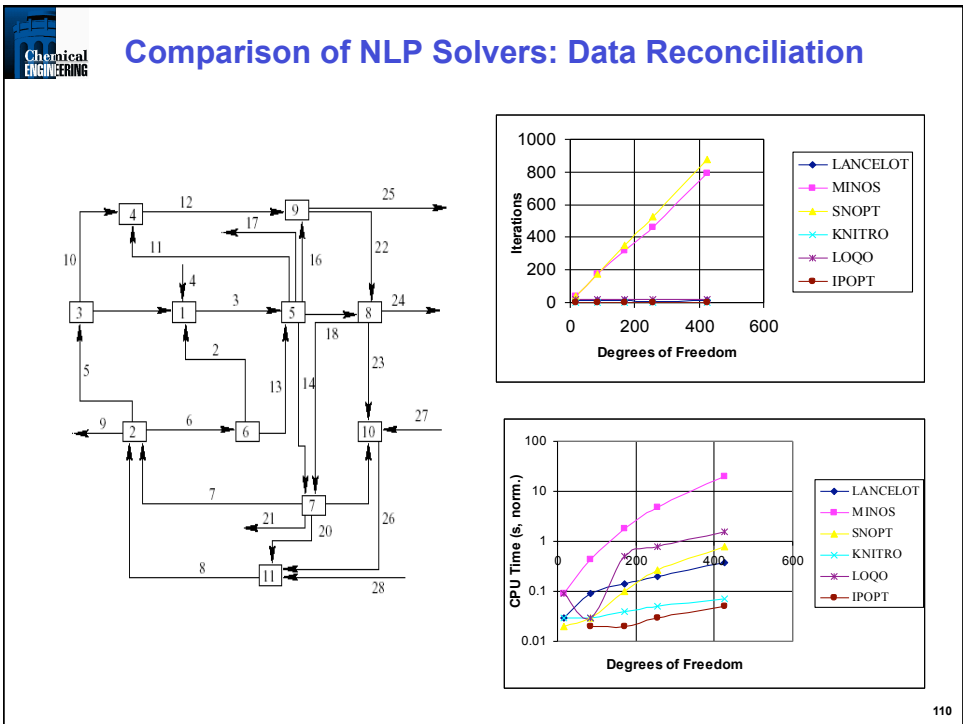 Chemical
ENGINEERING
Comparison of NLP Solvers: Data Reconciliation
25
12
4
9
17
11
22
16
10
4
24
3
3
1
5
8
18
2
23
5
13
14
27
9
6
2
6
10
7
7
26
21
20
8
11
28
1000
800
600
400
200
0
Iterations
0 200 400 600
Degrees of Freedom
LANCELOT
MINOS
SNOPT
KNITRO
LOQO
IPOPT
100
10
1
0.1
0.01
CPU Time (s, norm.)
0 200 400 600
Degrees of Freedom
LANCELOT
MINOS
SNOPT
KNITRO
LOQO
IPOPT
110